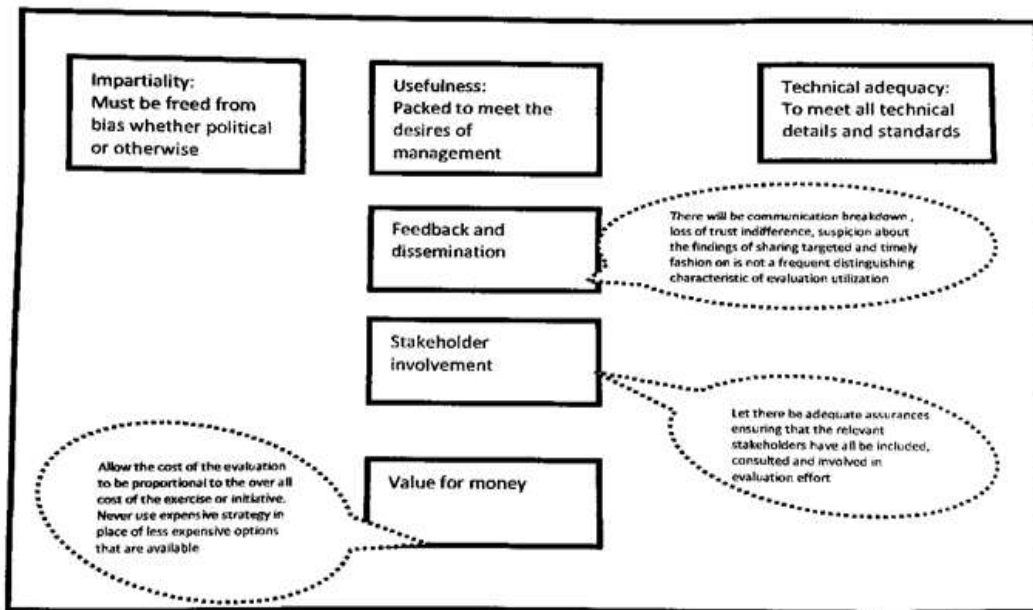 Impartiality:
Must be freed from
bias whether political
or otherwise
Usefulness:
Packed to meet the
desires of
management
Technical adequacy:
To meet all technical
details and standards
Feedback and
dissemination
There will be communication breakdown ,
loss of trust indifference, suspicion about
the findings of sharing targeted and timely
fashion on is not a frequent distinguishing
characteristic of evaluation utilization
Stakeholder
involvement
Let there be adequate assurances
ensuring that the relevant
stakeholders have all be included,
consulted and involved in
evaluation effort
Allow the cost of the evaluation
to be proportional to the over all
cost of the exercise or initiative.
Never use expensive strategy in
place of less expensive options
that are available
Value for money